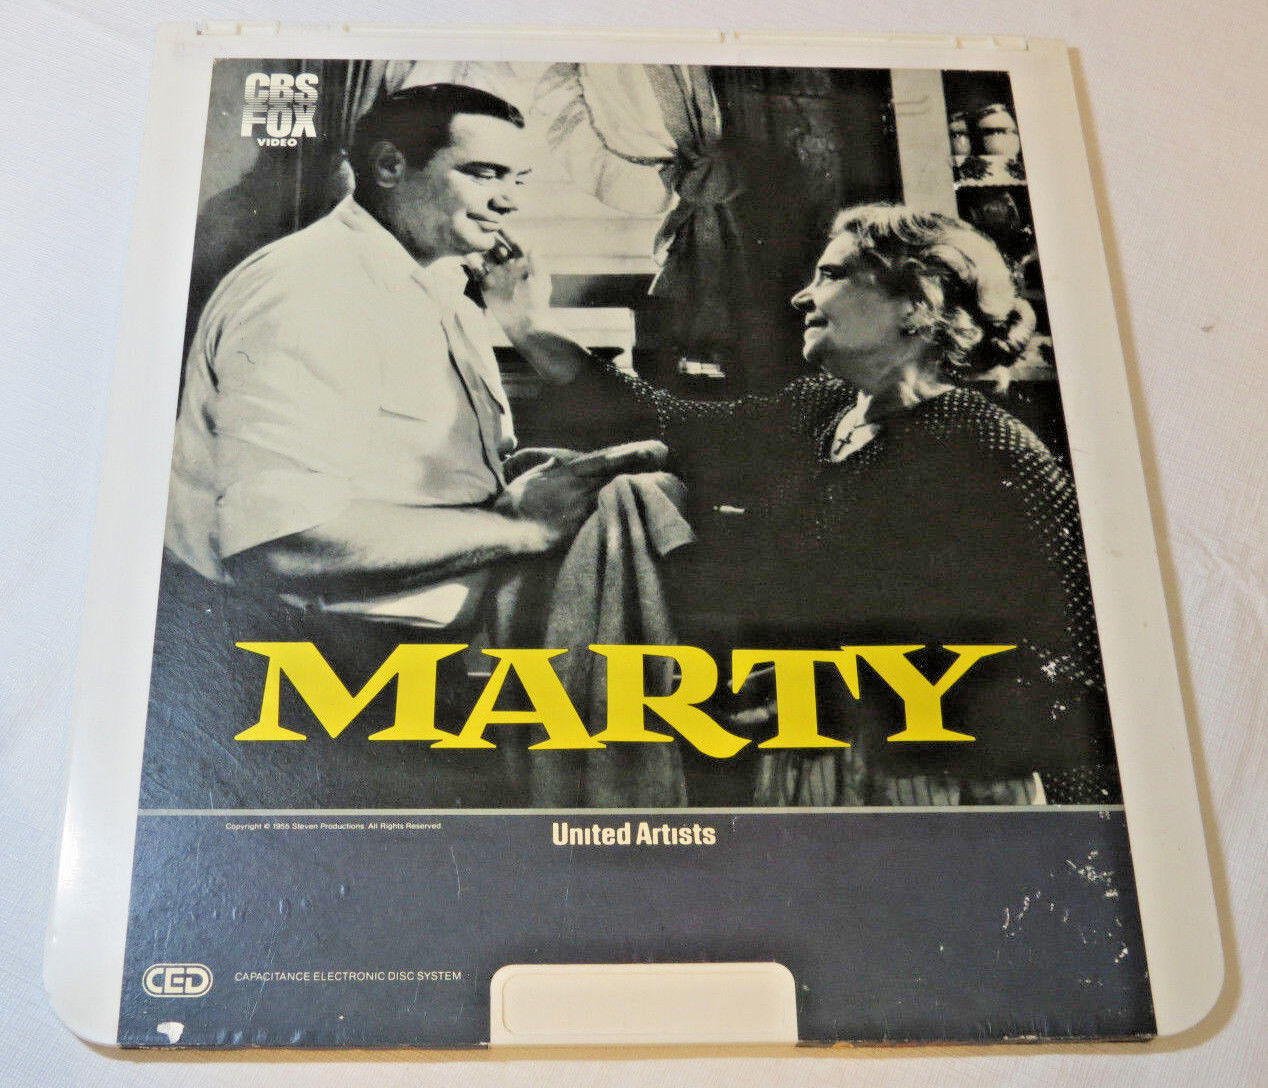 CBS
FOX
VIDEO
MARTY
Copyright © 1955 Steven Productions. All Rights Reserved.
United Artists
CED
CAPACITANCE ELECTRONIC DISC SYSTEM